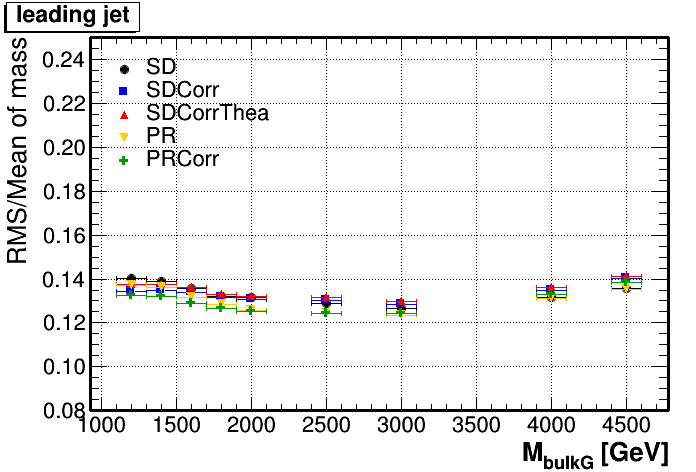 leading jet
RMS/Mean of mass
0.24
0.22
0.20
0.18
0.16
0.14
0.12
0.10
0.08
SD
SDCorr
SDCorrThea
PR
PRCorr
1000 1500 2000 2500 3000 3500 4000 4500
M_bulkG [GeV]